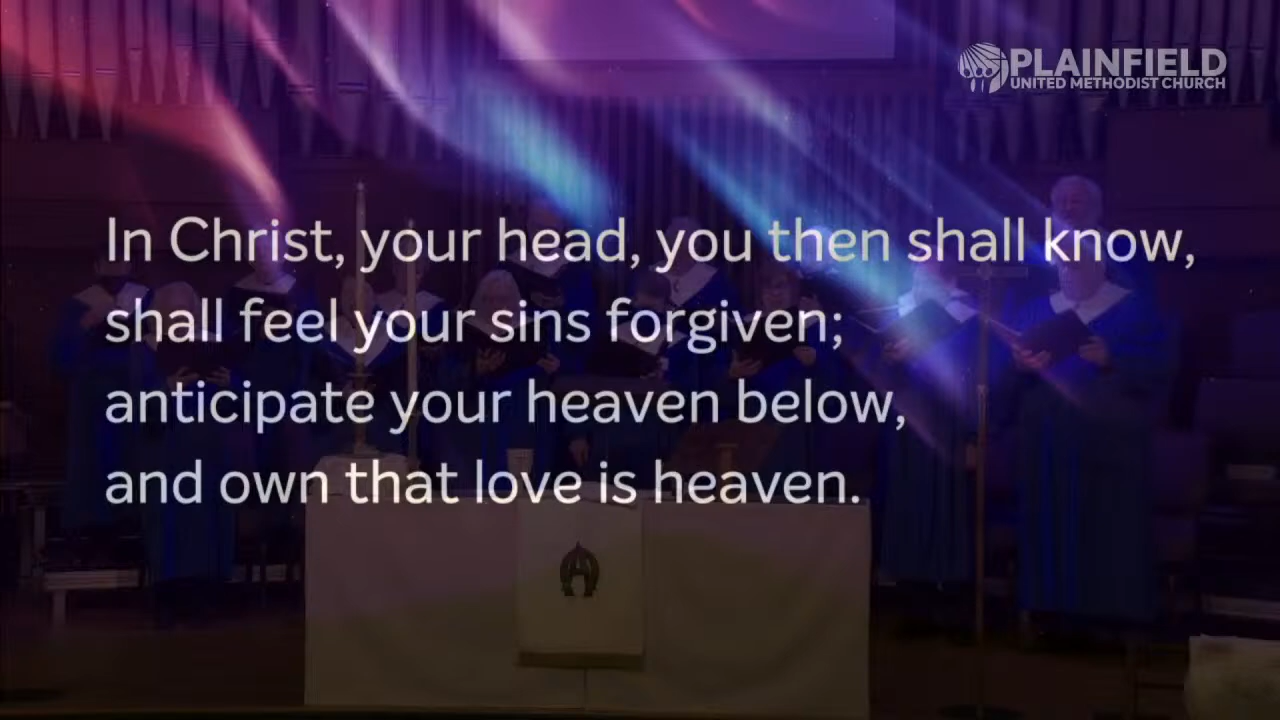 PLAINFIELD
UNITED METHODIST CHURCH
In Christ, your head, you then shall know,
shall feel your sins forgiven;
anticipate your heaven below,
and own that love is heaven.